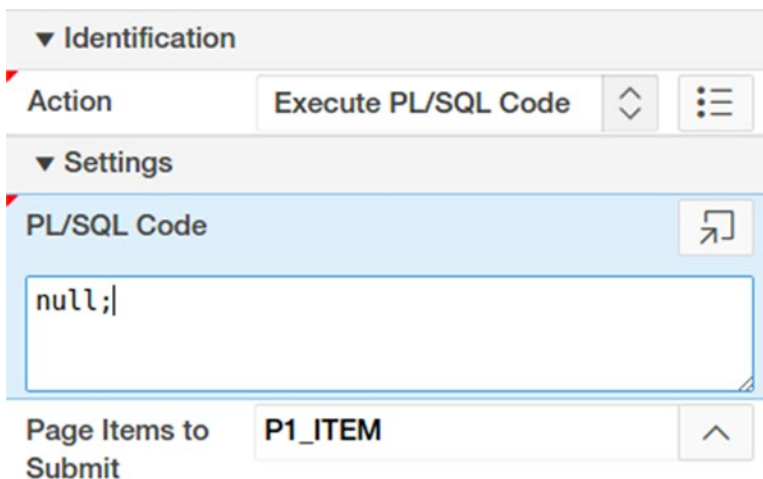 Identification
Action Execute PL/SQL Code
Settings
PL/SQL Code
null;
Page Items to P1_ITEM
Submit